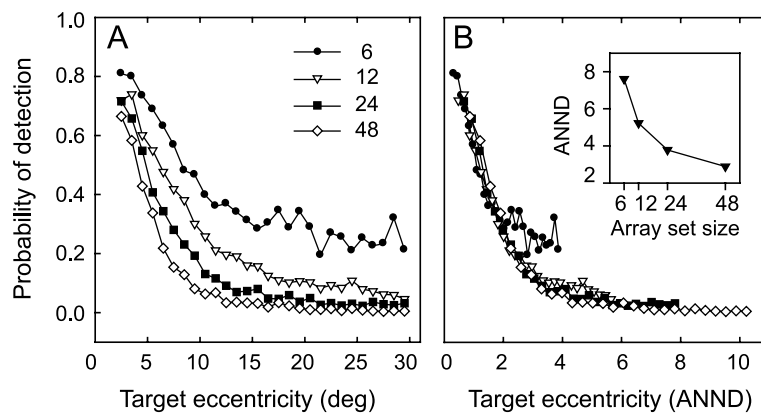 A
B
6
12
24
48
1.0
0.8
0.6
0.4
0.2
0.0
Probability of detection
0 5 10 15 20 25 30
Target eccentricity (deg)
0 2 4 6 8 10
Target eccentricity (ANND)
8
6
4
2
ANND
6 12 24 48
Array set size